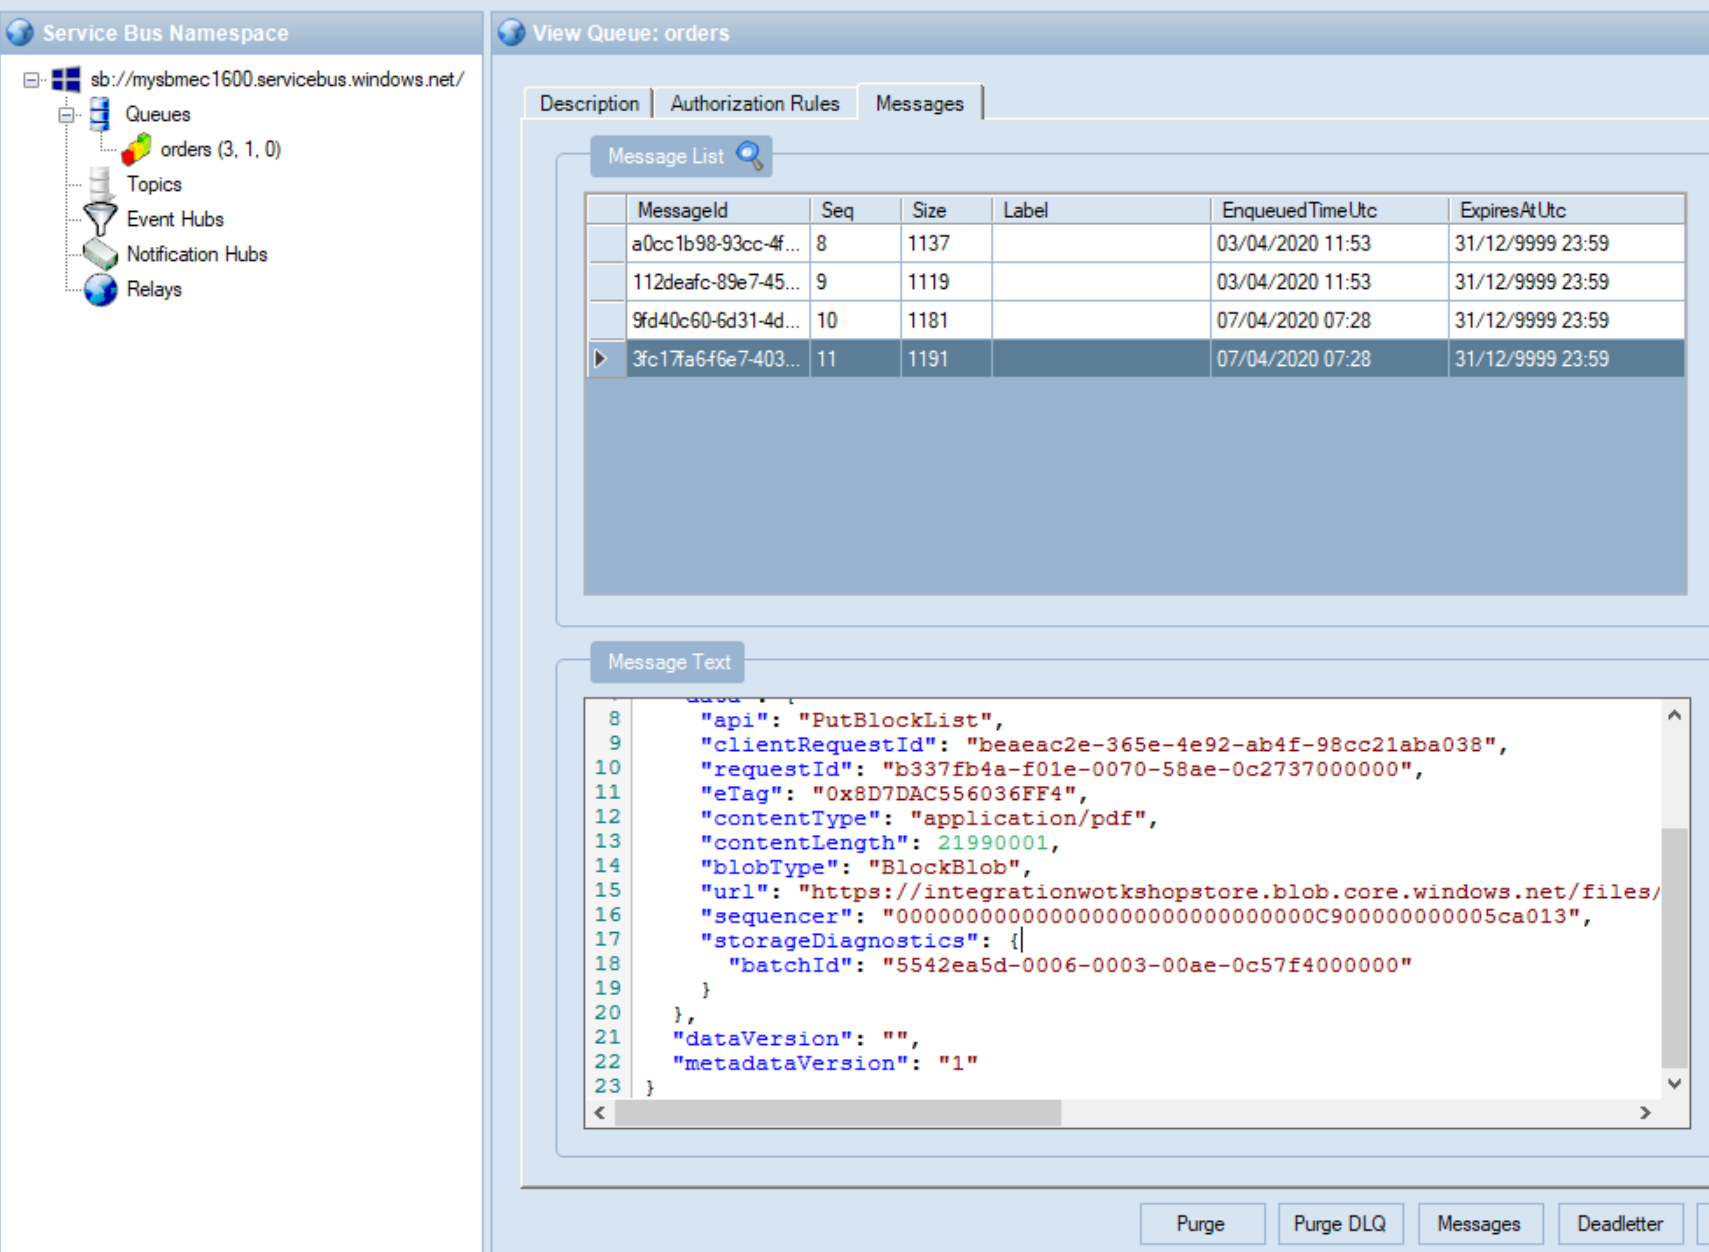 Service Bus Namespace
sb://mysbmec1600.servicebus.windows.net/
Queues
orders (3, 1, 0)
Topics
Event Hubs
Notification Hubs
Relays
View Queue: orders
Description Authorization Rules Messages
Message List
MessageId Seq Size Label EnqueuedTimeUtc ExpiresAtUtc
a0cc1b98-93cc-4f... 8 1137 03/04/2020 11:53 31/12/9999 23:59
112deafc-89e7-45... 9 1119 03/04/2020 11:53 31/12/9999 23:59
9fd40c60-6d31-4d... 10 1181 07/04/2020 07:28 31/12/9999 23:59
3fc17fa6-f6e7-403... 11 1191 07/04/2020 07:28 31/12/9999 23:59
Message Text
8 "api": "PutBlockList",
9 "clientRequestId": "beaeac2e-365e-4e92-ab4f-98cc21aba038",
10 "requestId": "b337fb4a-f01e-0070-58ae-0c2737000000",
11 "eTag": "0x8D7DAC556036FF4",
12 "contentType": "application/pdf",
13 "contentLength": 21990001,
14 "blobType": "BlockBlob",
15 "url": "https://integrationwotkshopstore.blob.core.windows.net/files/
16 "sequencer": "000000000000000000000000000000C900000000005ca013",
17 "storageDiagnostics": {
18 "batchId": "5542ea5d-0006-0003-00ae-0c57f4000000"
19 }
20 },
21 "dataVersion": "",
22 "metadataVersion": "1"
23 }
Purge Purge DLQ Messages Deadletter